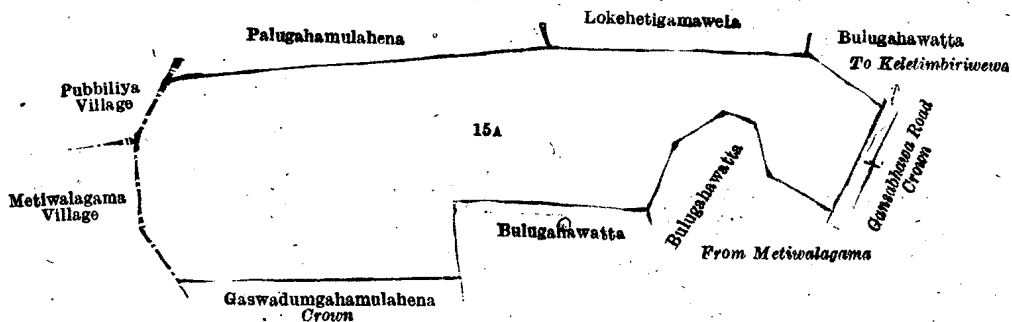 Lokehetigamawela
Palugahamulahena
Bulugahawatta
To Keletimbiriwewa
Pubbiliya
Village
15A
Gansabhawa Road
Crown
Bulugahawatta
Metiwalagama
Village
Bulugahawatta
From Metiwalagama
Gaswadumgahamulahena
Crown